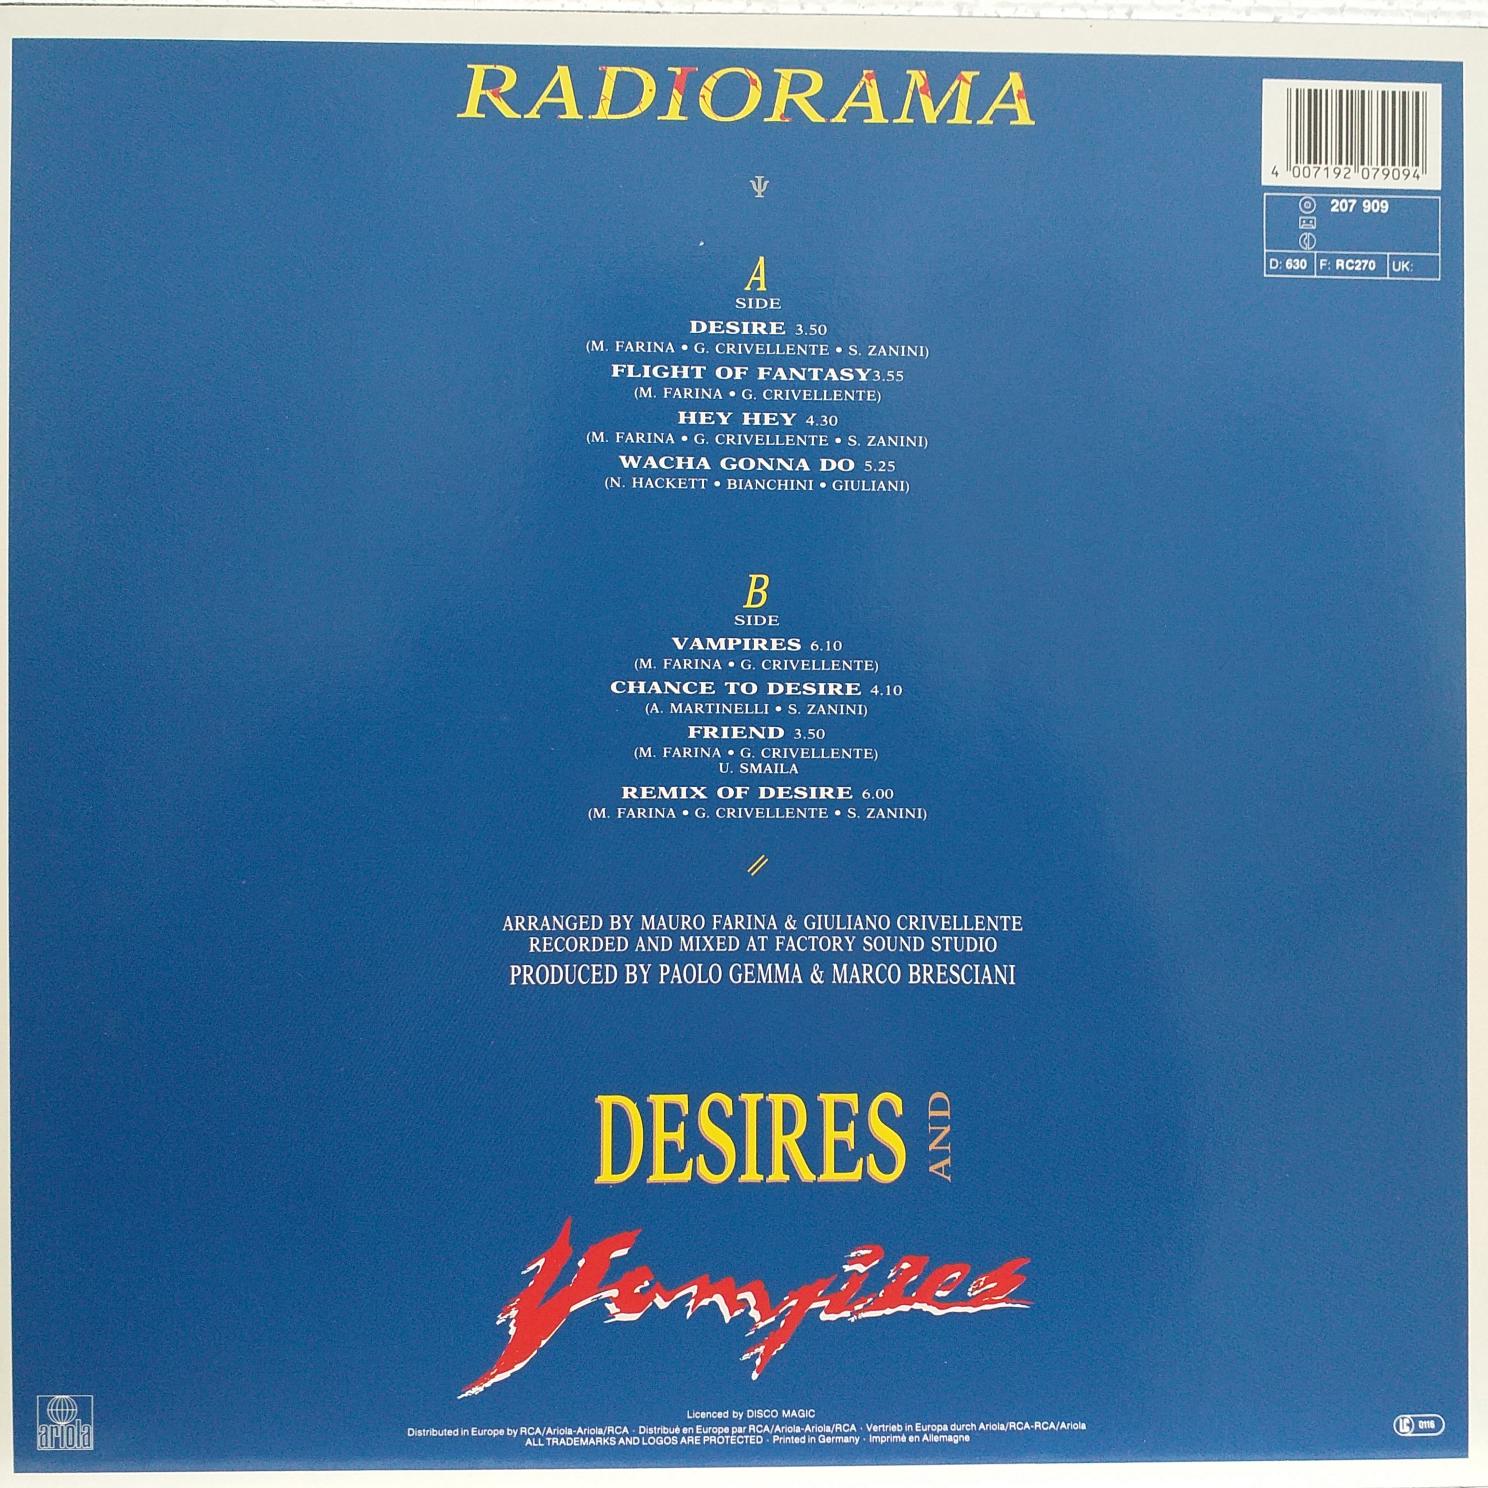 RADIORAMA
4 007192 079094
207 909
D: 630 F: RC270 UK:
Ψ
A
SIDE
DESIRE 3.50
(M. FARINA • G. CRIVELLENTE • S. ZANINI)
FLIGHT OF FANTASY 3.55
(M. FARINA • G. CRIVELLENTE)
HEY HEY 4.30
(M. FARINA • G. CRIVELLENTE • S. ZANINI)
WACHA GONNA DO 5.25
(N. HACKETT • BIANCHINI • GIULIANI)
B
SIDE
VAMPIRES 6.10
(M. FARINA • G. CRIVELLENTE)
CHANCE TO DESIRE 4.10
(A. MARTINELLI • S. ZANINI)
FRIEND 3.50
(M. FARINA • G. CRIVELLENTE)
U. SMAILA
REMIX OF DESIRE 6.00
(M. FARINA • G. CRIVELLENTE • S. ZANINI)
//
ARRANGED BY MAURO FARINA & GIULIANO CRIVELLENTE
RECORDED AND MIXED AT FACTORY SOUND STUDIO
PRODUCED BY PAOLO GEMMA & MARCO BRESCIANI
DESIRES AND
Vampires
Licenced by DISCO MAGIC
Distributed in Europe by RCA/Ariola-Ariola/RCA · Distribué en Europe par RCA/Ariola-Ariola/RCA · Vertrieb in Europa durch Ariola/RCA-RCA/Ariola
ALL TRADEMARKS AND LOGOS ARE PROTECTED · Printed in Germany · Imprimé en Allemagne
ariola
LC 0116